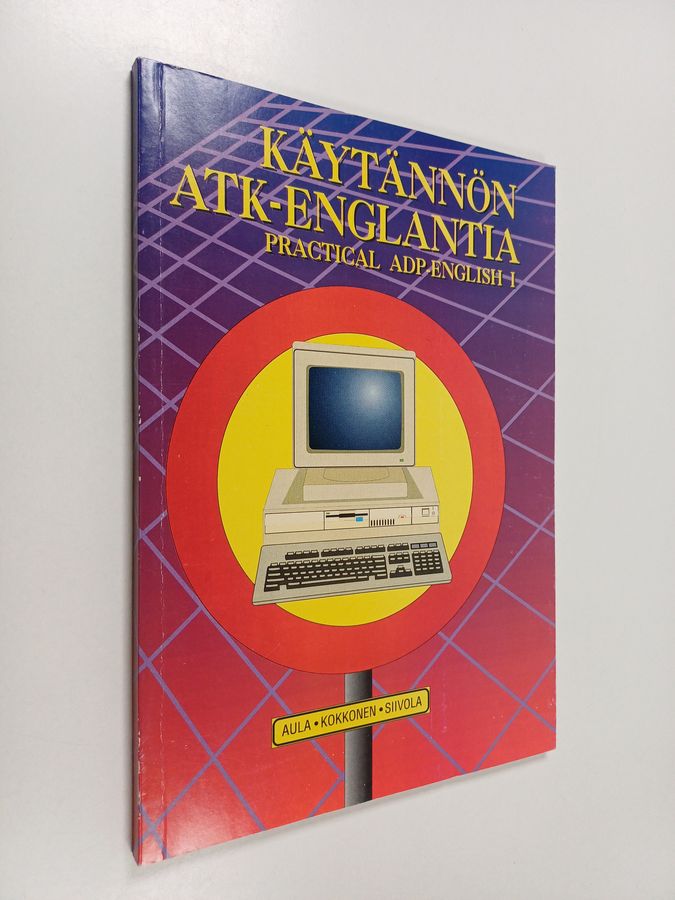 KÄYTÄNNÖN
ATK-ENGLANTIA
PRACTICAL ADP-ENGLISH I
AULA • KOKKONEN • SIIVOLA